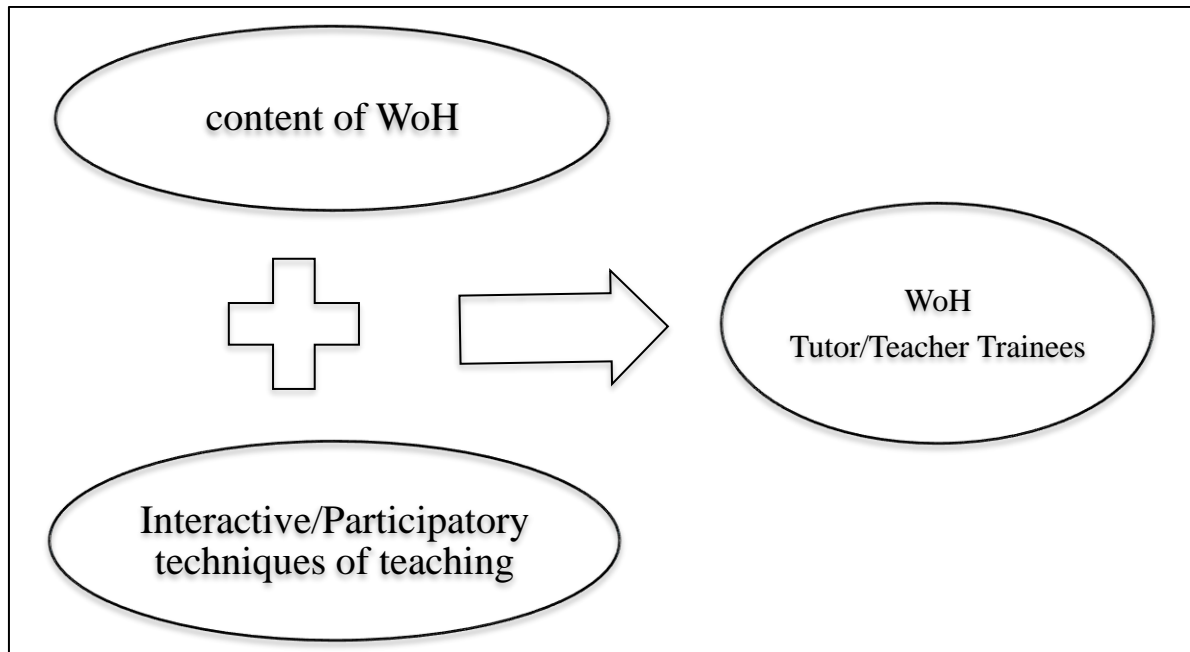 content of WoH
WoH
Tutor/Teacher Trainees
Interactive/Participatory
techniques of teaching